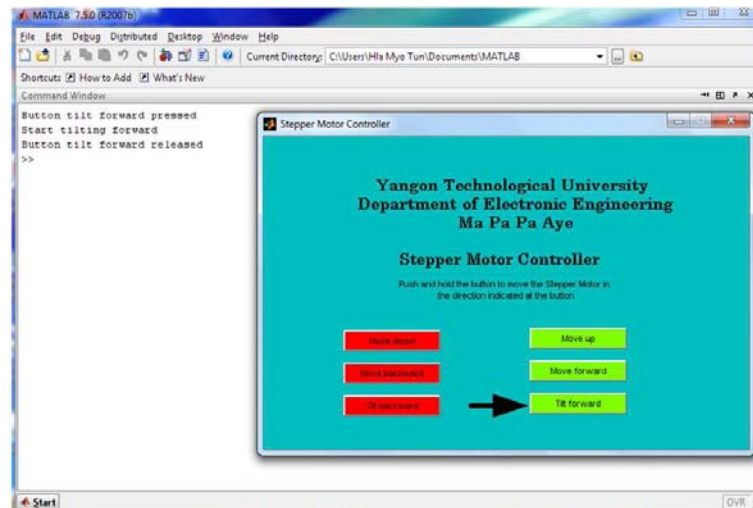 MATLAB 7.5.0 (R2007b)
File Edit Debug Distributed Desktop Window Help
Current Directory: C:\Users\Hla Myo Tun\Documents\MATLAB
Shortcuts How to Add What's New
Command Window
Button tilt forward pressed
Start tilting forward
Button tilt forward released
>>
Stepper Motor Controller
Yangon Technological University
Department of Electronic Engineering
Ma Pa Pa Aye
Stepper Motor Controller
Push and hold the button to move the Stepper Motor in
the direction indicated at the button
Move down Move up
Move backward Move forward
Tilt backward Tilt forward
Start OVR